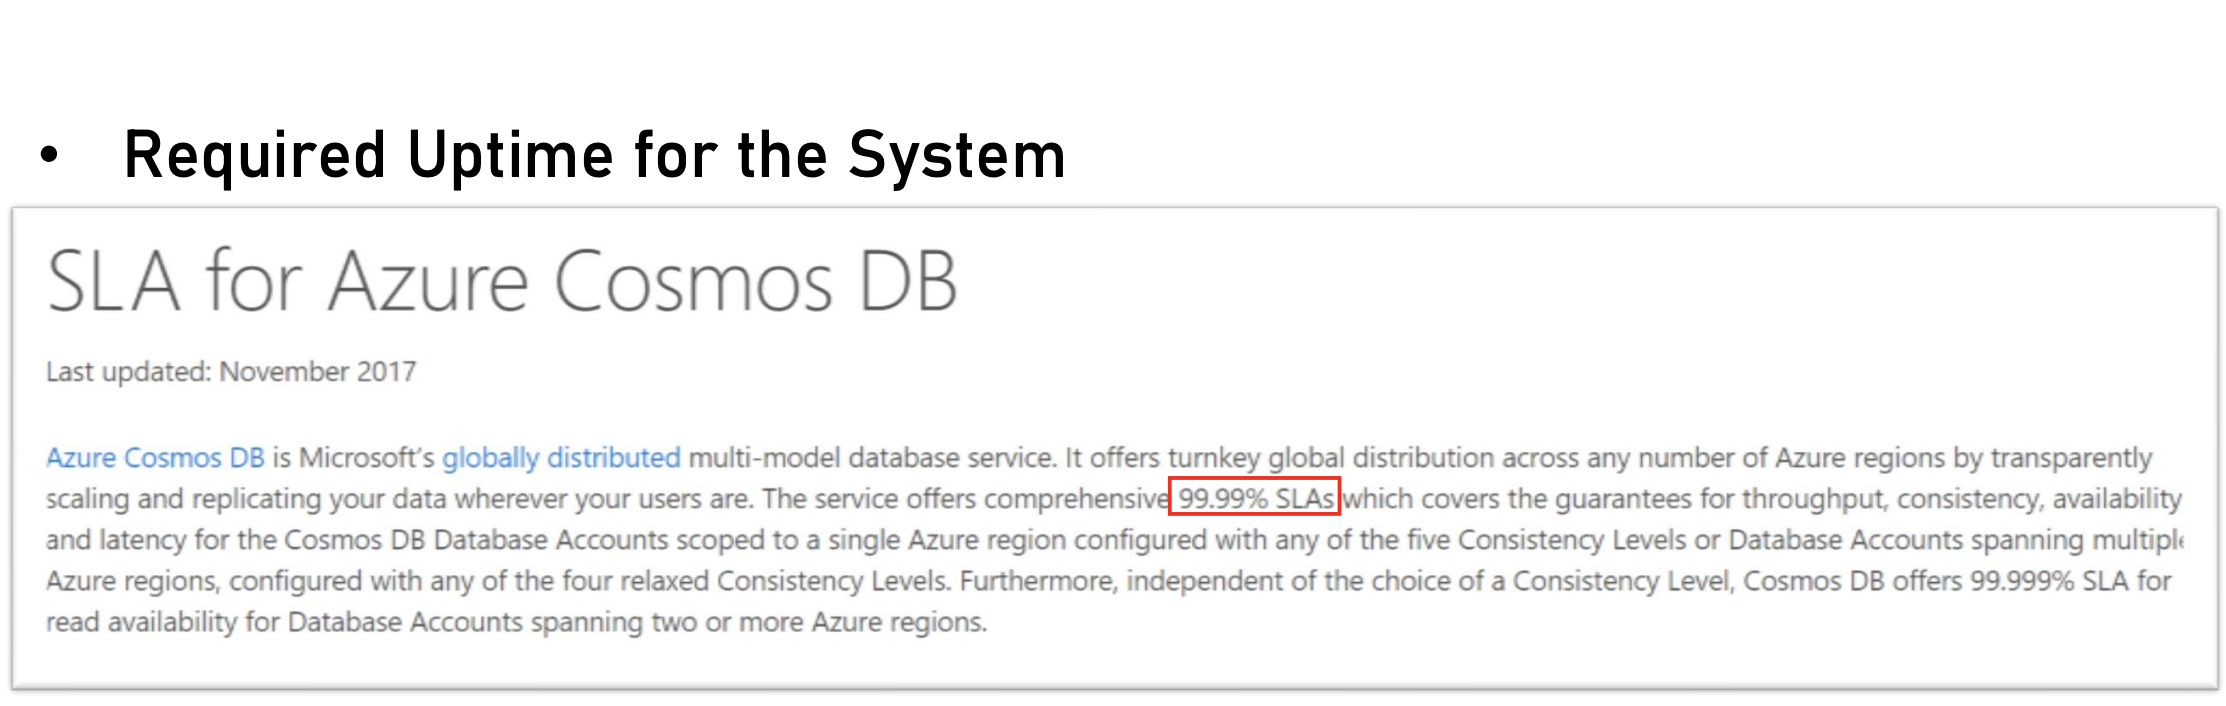 • Required Uptime for the System
SLA for Azure Cosmos DB
Last updated: November 2017
Azure Cosmos DB is Microsoft's globally distributed multi-model database service. It offers turnkey global distribution across any number of Azure regions by transparently
scaling and replicating your data wherever your users are. The service offers comprehensive 99.99% SLAs which covers the guarantees for throughput, consistency, availability
and latency for the Cosmos DB Database Accounts scoped to a single Azure region configured with any of the five Consistency Levels or Database Accounts spanning multiple
Azure regions, configured with any of the four relaxed Consistency Levels. Furthermore, independent of the choice of a Consistency Level, Cosmos DB offers 99.999% SLA for
read availability for Database Accounts spanning two or more Azure regions.